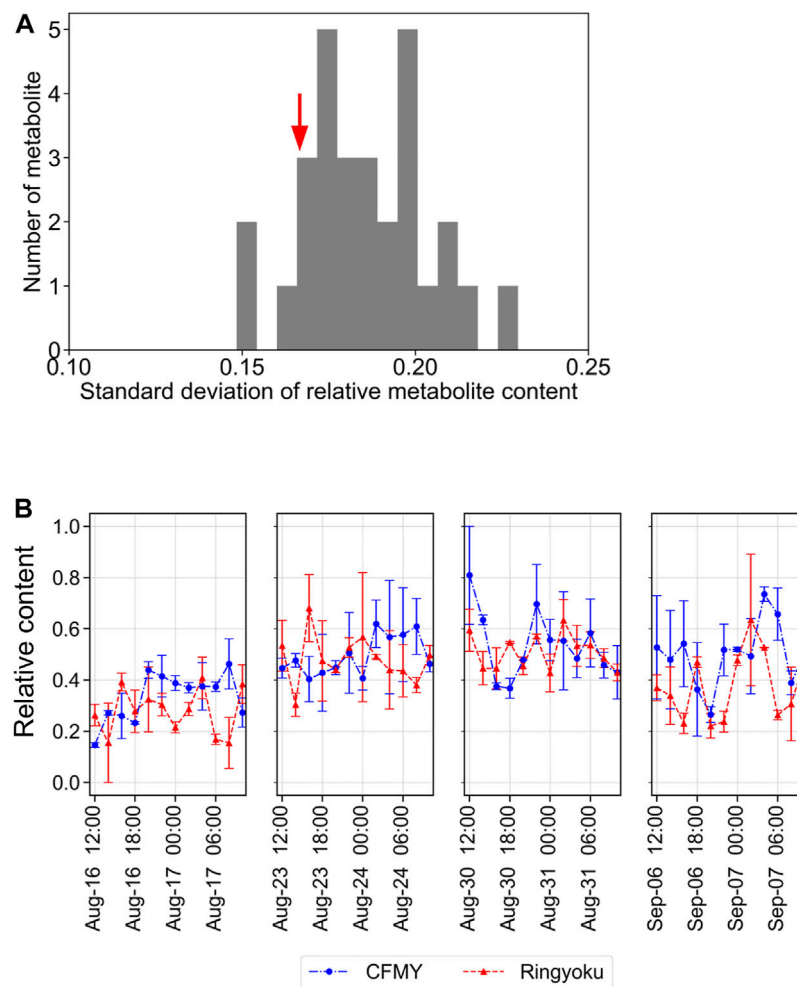 A
Number of metabolite
5
4
3
2
1
0
0.10 0.15 0.20 0.25
Standard deviation of relative metabolite content
B
Relative content
1.0
0.8
0.6
0.4
0.2
0.0
Aug-16 12:00
Aug-16 18:00
Aug-17 00:00
Aug-17 06:00
Aug-23 12:00
Aug-23 18:00
Aug-24 00:00
Aug-24 06:00
Aug-30 12:00
Aug-30 18:00
Aug-31 00:00
Aug-31 06:00
Sep-06 12:00
Sep-06 18:00
Sep-07 00:00
Sep-07 06:00
CFMY Ringyoku